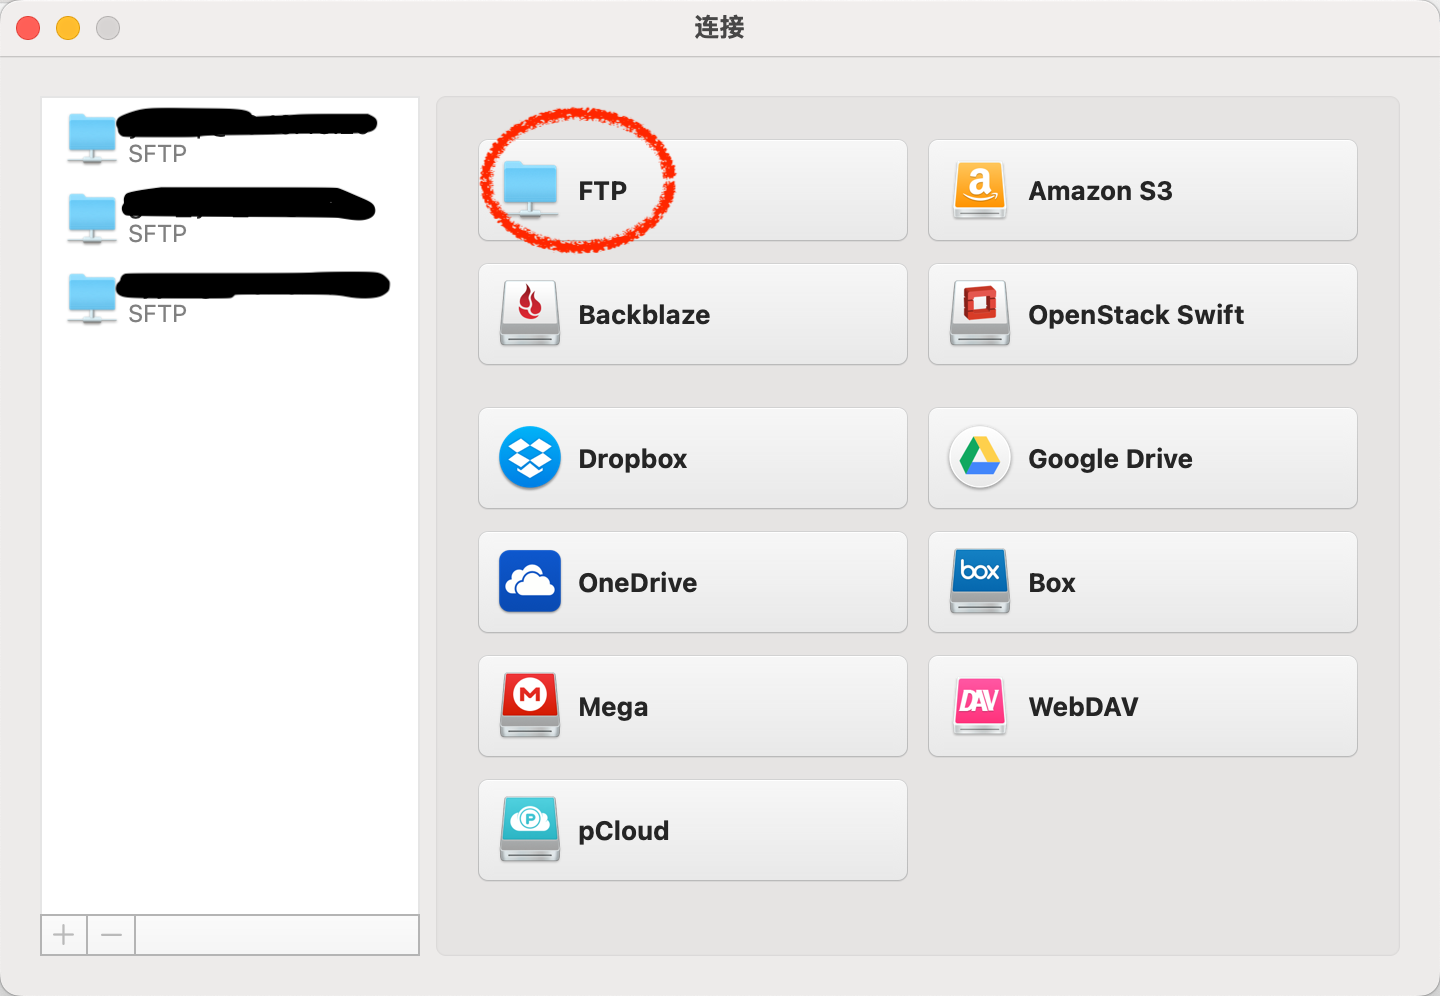 连接
SFTP
SFTP
SFTP
FTP
Amazon S3
Backblaze
OpenStack Swift
Dropbox
Google Drive
OneDrive
box
Box
Mega
DAV
WebDAV
pCloud